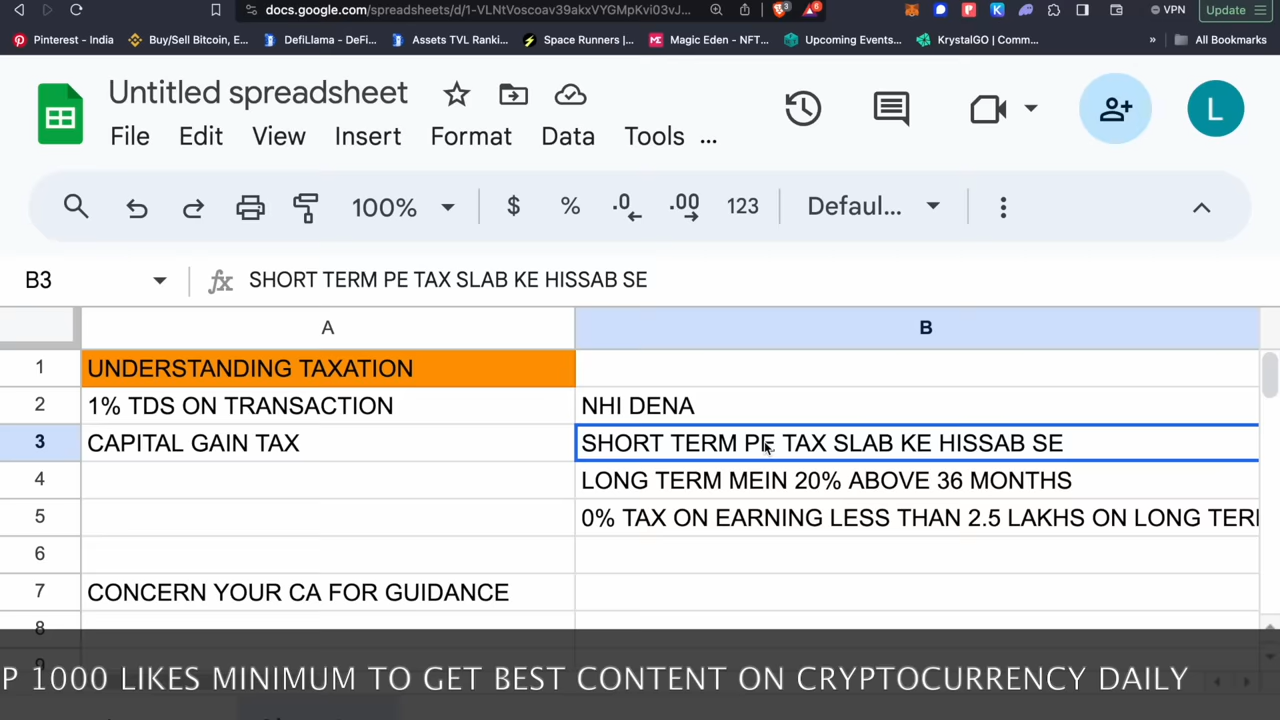 docs.google.com/spreadsheets/d/1-VLNtVoscoav39akxVYGMpKvi03vJ...
VPN
Update
Pinterest - India
Buy/Sell Bitcoin, E...
DefiLlama - DeFi...
Assets TVL Ranki...
Space Runners |...
Magic Eden - NFT...
Upcoming Events...
KrystalGO | Comm...
»
All Bookmarks
Untitled spreadsheet
File Edit View Insert Format Data Tools ...
L
100% $ % .0 .00 123 Defaul...
B3 fx SHORT TERM PE TAX SLAB KE HISSAB SE
A B
1 UNDERSTANDING TAXATION
2 1% TDS ON TRANSACTION NHI DENA
3 CAPITAL GAIN TAX SHORT TERM PE TAX SLAB KE HISSAB SE
4 LONG TERM MEIN 20% ABOVE 36 MONTHS
5 0% TAX ON EARNING LESS THAN 2.5 LAKHS ON LONG TER
6
7 CONCERN YOUR CA FOR GUIDANCE
8
9
P 1000 LIKES MINIMUM TO GET BEST CONTENT ON CRYPTOCURRENCY DAILY